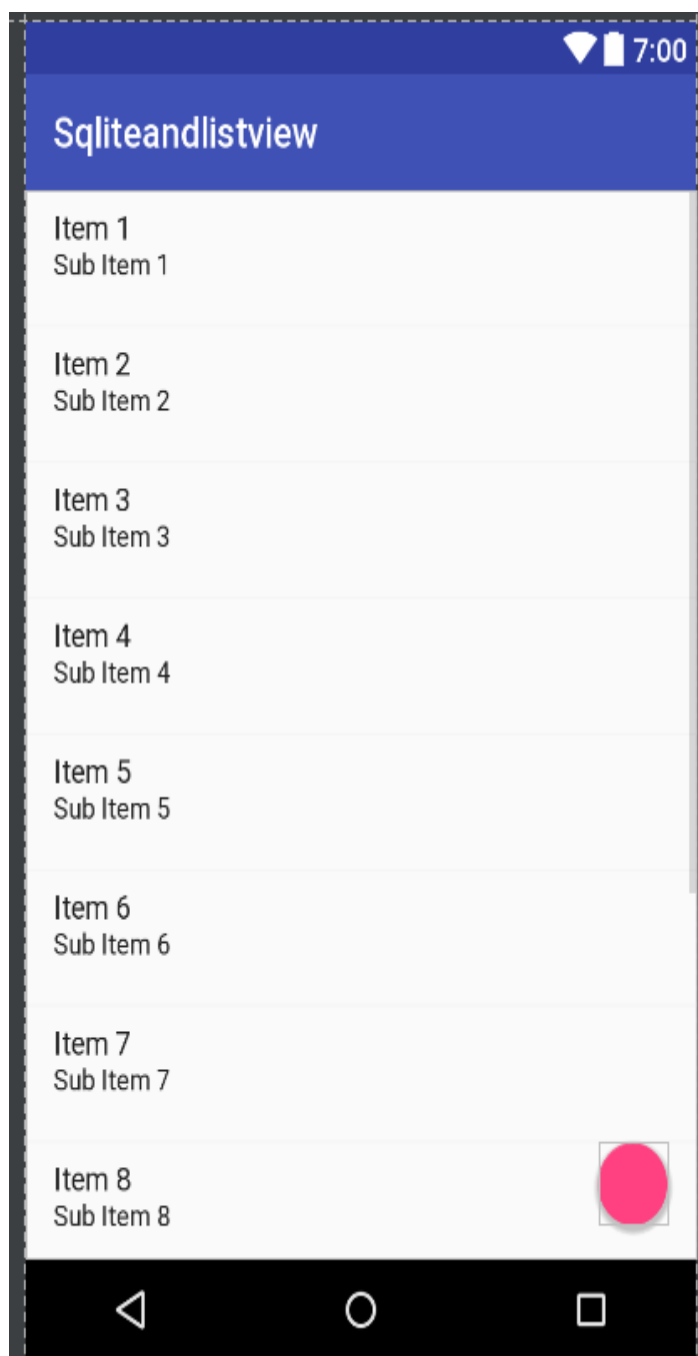 7:00
Sqliteandlistview
Item 1
Sub Item 1
Item 2
Sub Item 2
Item 3
Sub Item 3
Item 4
Sub Item 4
Item 5
Sub Item 5
Item 6
Sub Item 6
Item 7
Sub Item 7
Item 8
Sub Item 8